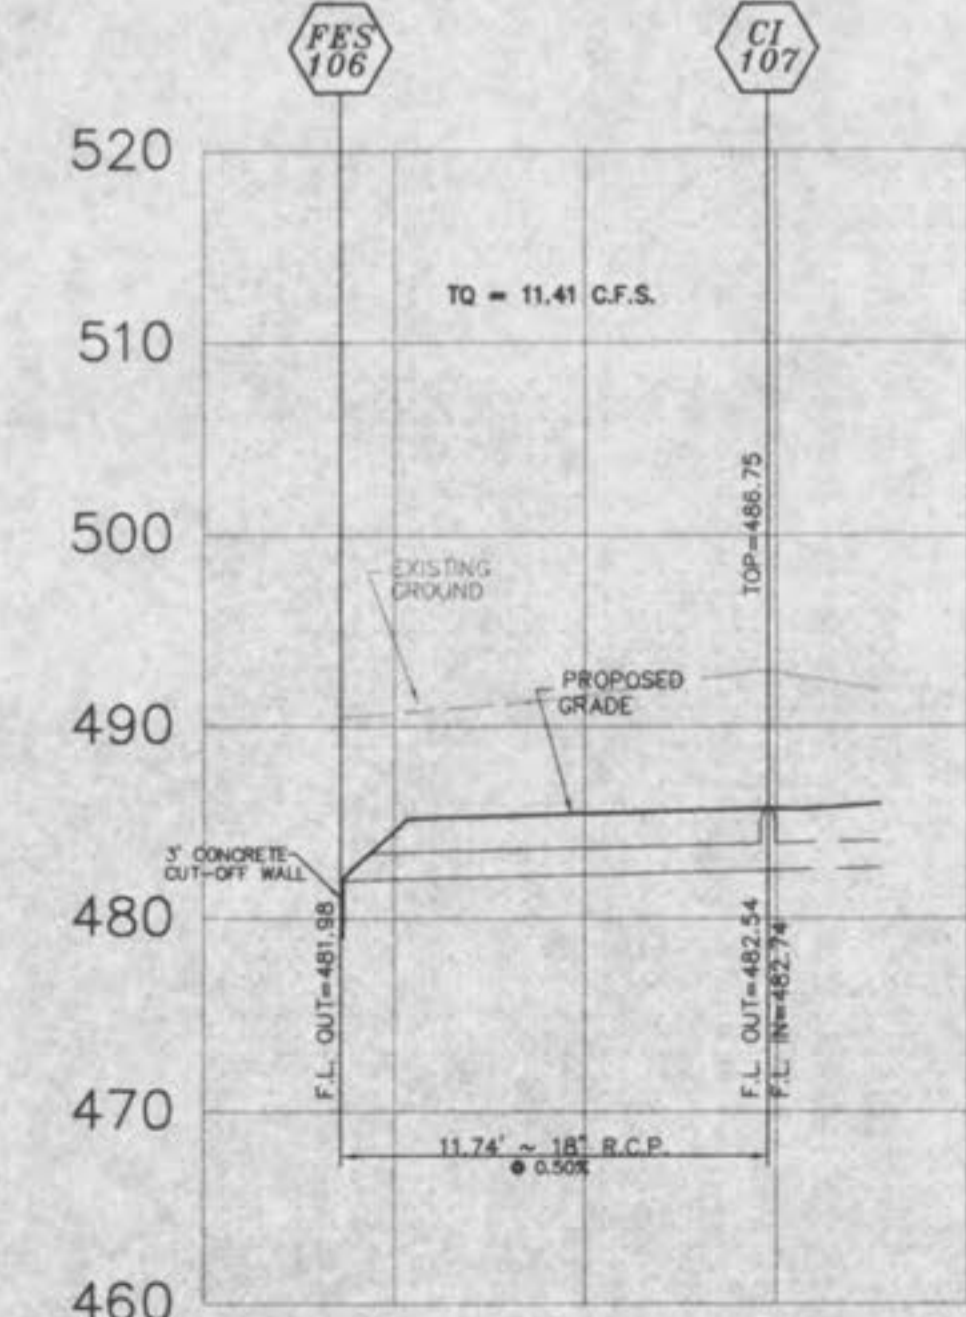 FES
106
CI
107
520
TQ = 11.41 C.F.S.
510
TOP=486.75
500
EXISTING
GROUND
PROPOSED
GRADE
490
3' CONCRETE
CUT-OFF WALL
480
F.L. OUT=481.98
F.L. OUT=482.54
F.L. IN=482.74
470
11.74' ~ 18" R.C.P.
@ 0.50%
460